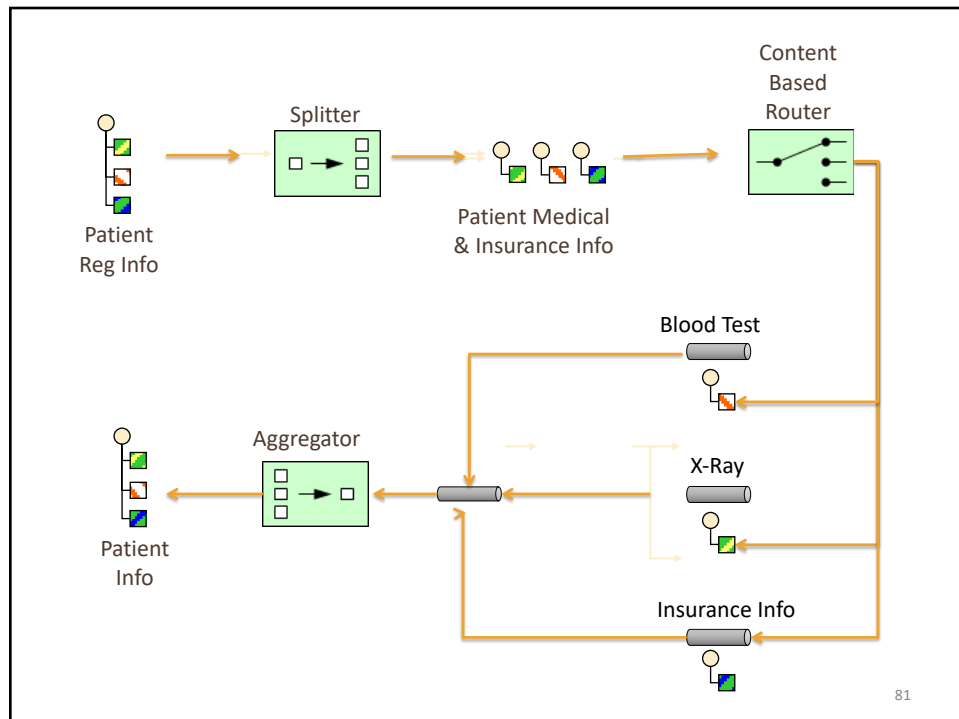 Content
Based
Router
Splitter
Patient
Reg Info
Patient Medical
& Insurance Info
Blood Test
Aggregator
X-Ray
Patient
Info
Insurance Info
81